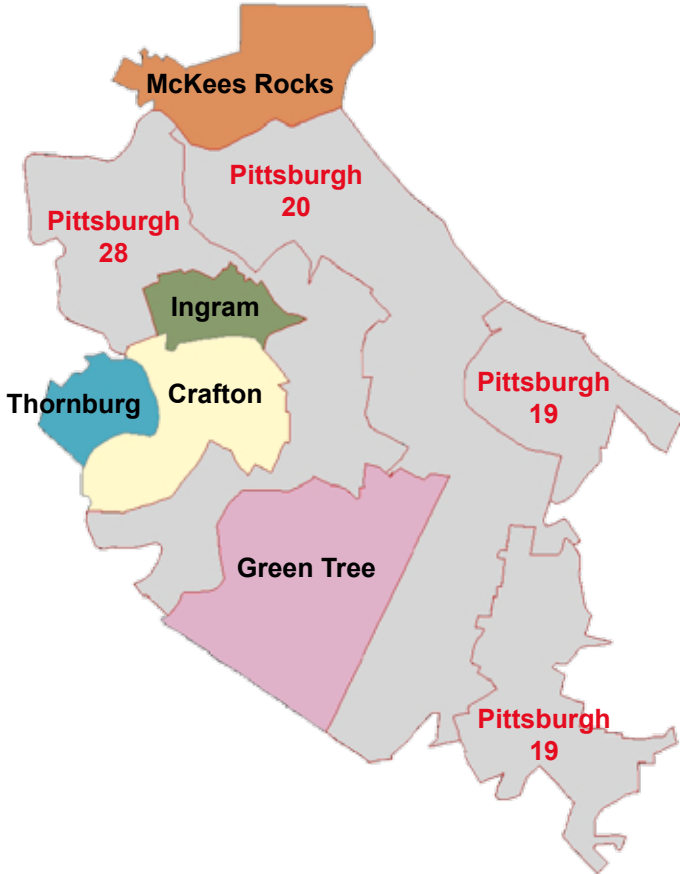 McKees Rocks
Pittsburgh
20
Pittsburgh
28
Ingram
Thornburg
Crafton
Pittsburgh
19
Green Tree
Pittsburgh
19